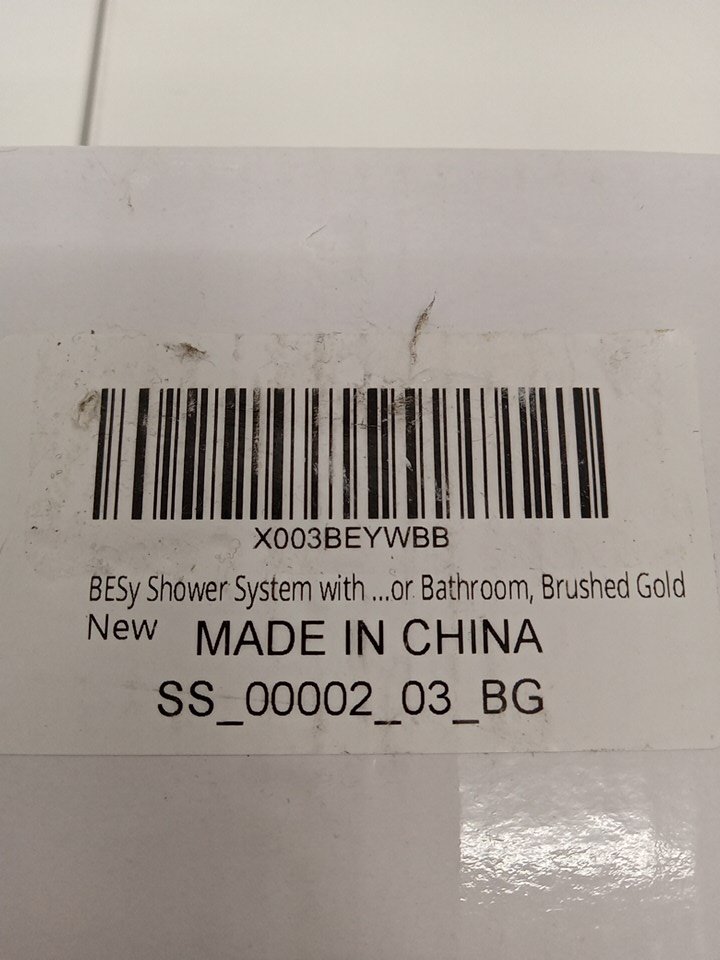 X003BEYWBB
BESy Shower System with ...or Bathroom, Brushed Gold
New
MADE IN CHINA
SS_00002_03_BG